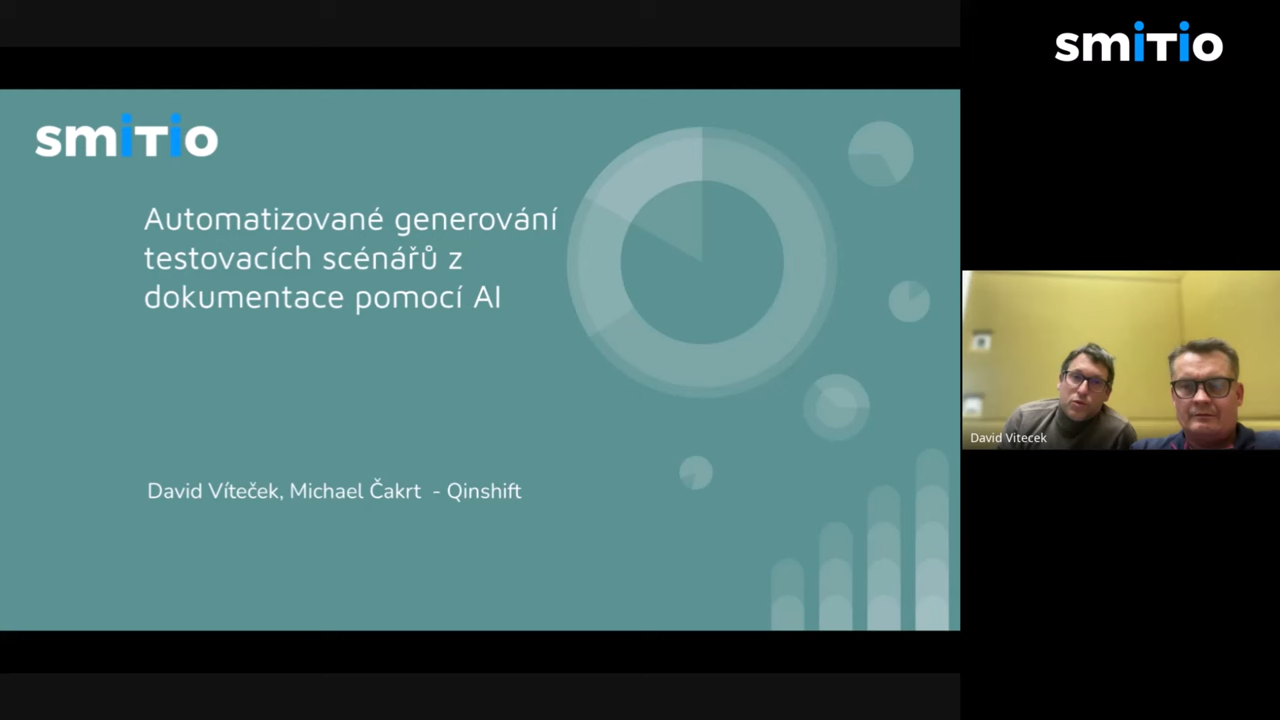 smiTio
smiTio
Automatizované generování
testovacích scénářů z
dokumentace pomocí AI
David Víteček, Michael Čakrt - Qinshift
David Vitecek